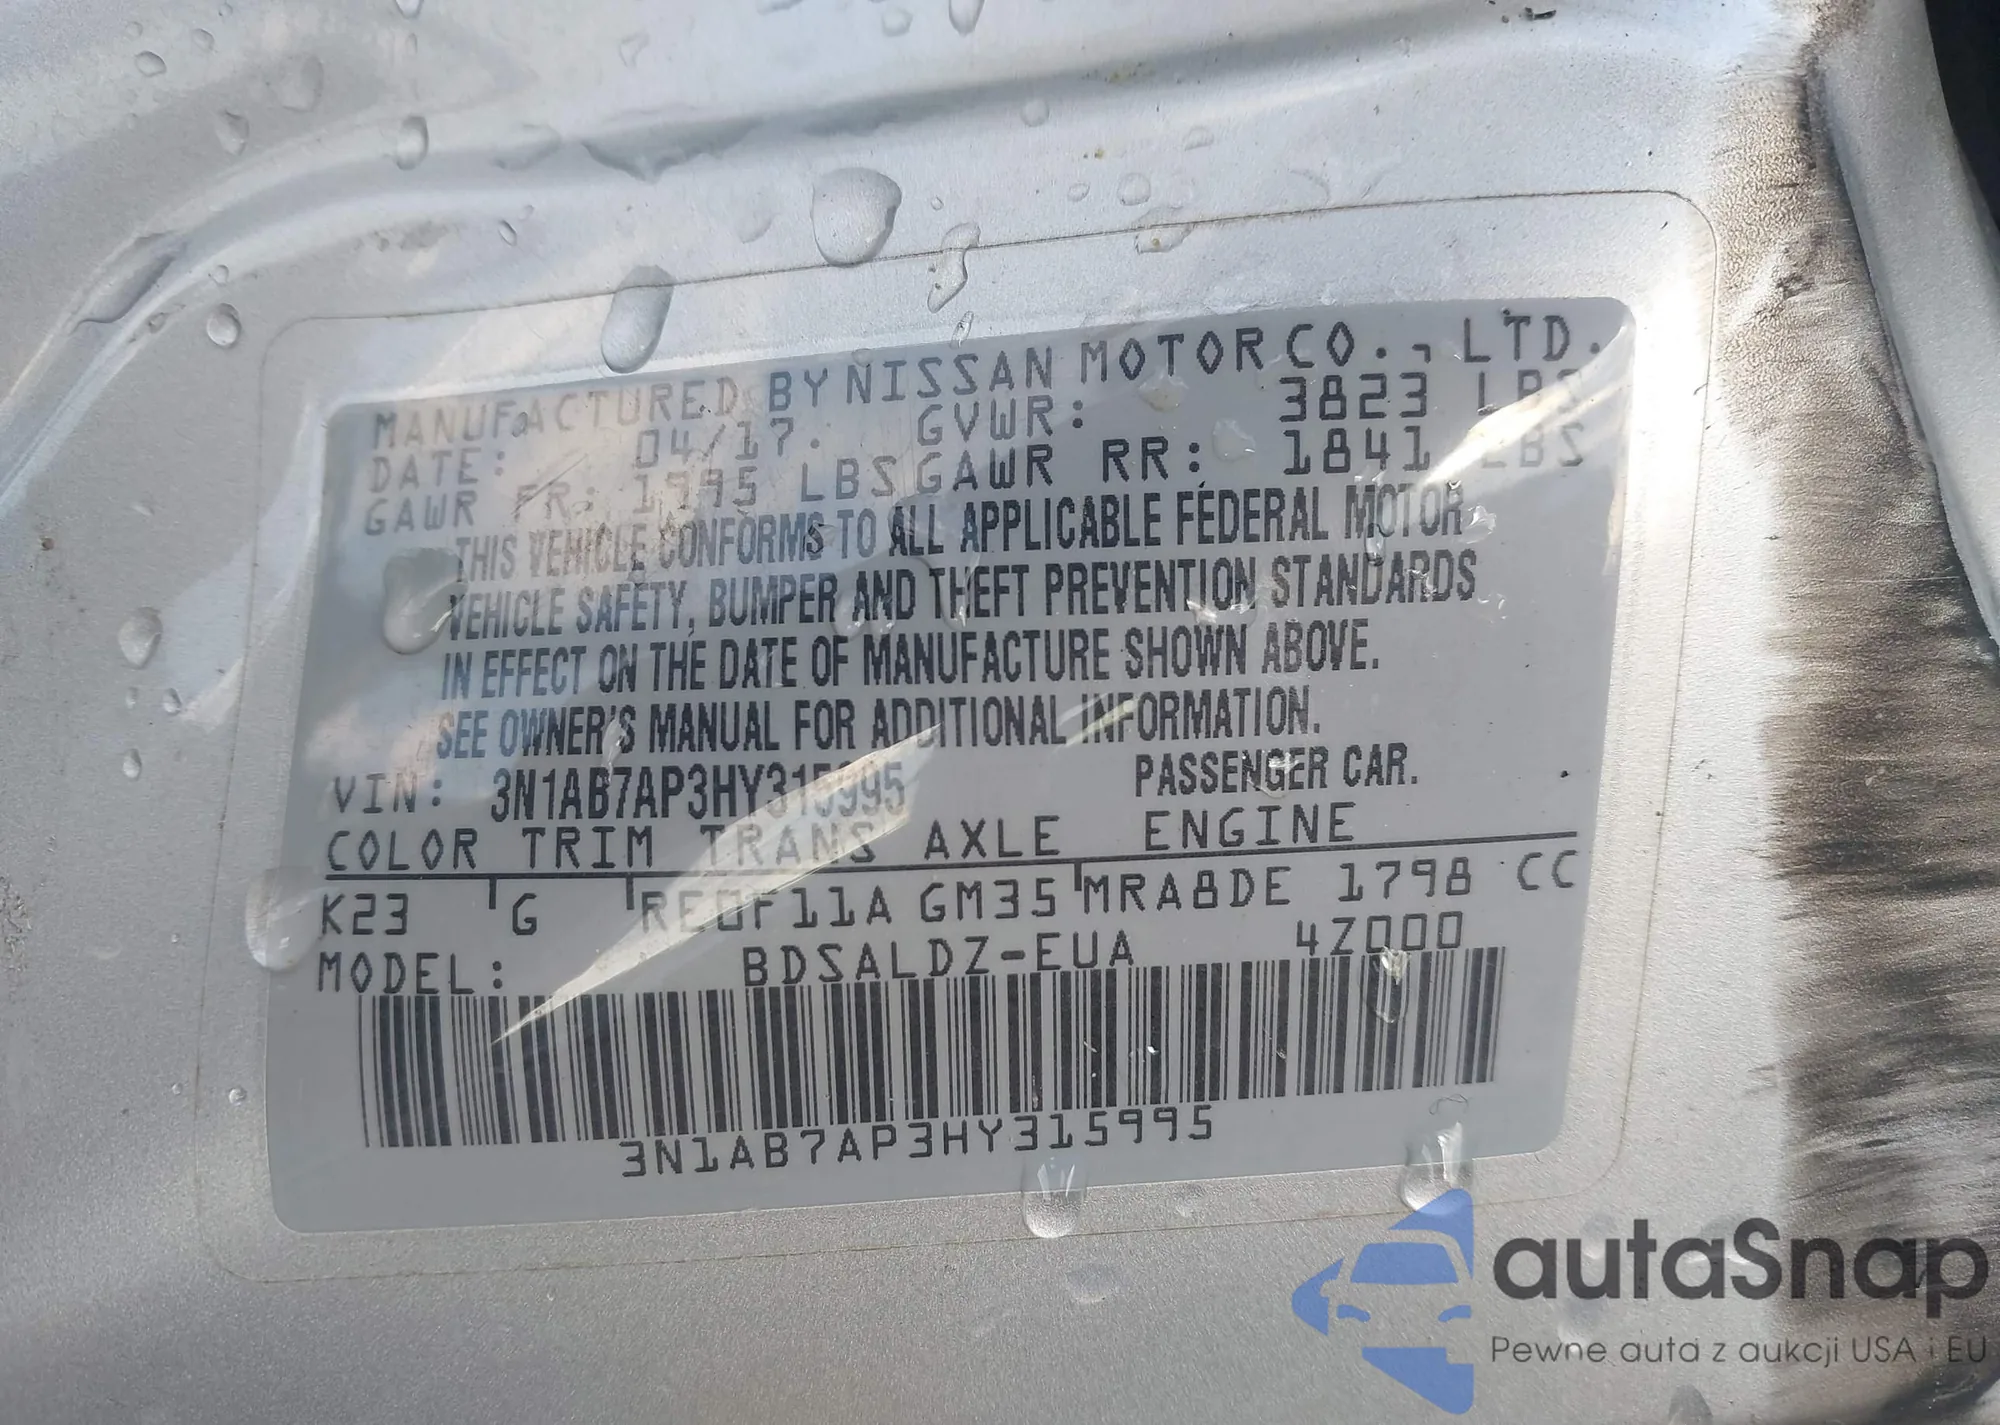 MANUFACTURED BY NISSAN MOTOR CO., LTD.
DATE: 04/17. GVWR: 3823 LBS
GAWR FR: 1995 LBS GAWR RR: 1841 LBS
THIS VEHICLE CONFORMS TO ALL APPLICABLE FEDERAL MOTOR
VEHICLE SAFETY, BUMPER AND THEFT PREVENTION STANDARDS
IN EFFECT ON THE DATE OF MANUFACTURE SHOWN ABOVE.
SEE OWNER'S MANUAL FOR ADDITIONAL INFORMATION.
VIN: 3N1AB7AP3HY315995 PASSENGER CAR.
COLOR TRIM TRANS AXLE ENGINE
K23 G RE0F11A GM35 MRA8DE 1798 CC
MODEL: BDSALDZ-EUA 4Z000
3N1AB7AP3HY315995
autaSnap
Pewne auta z aukcji USA i EU